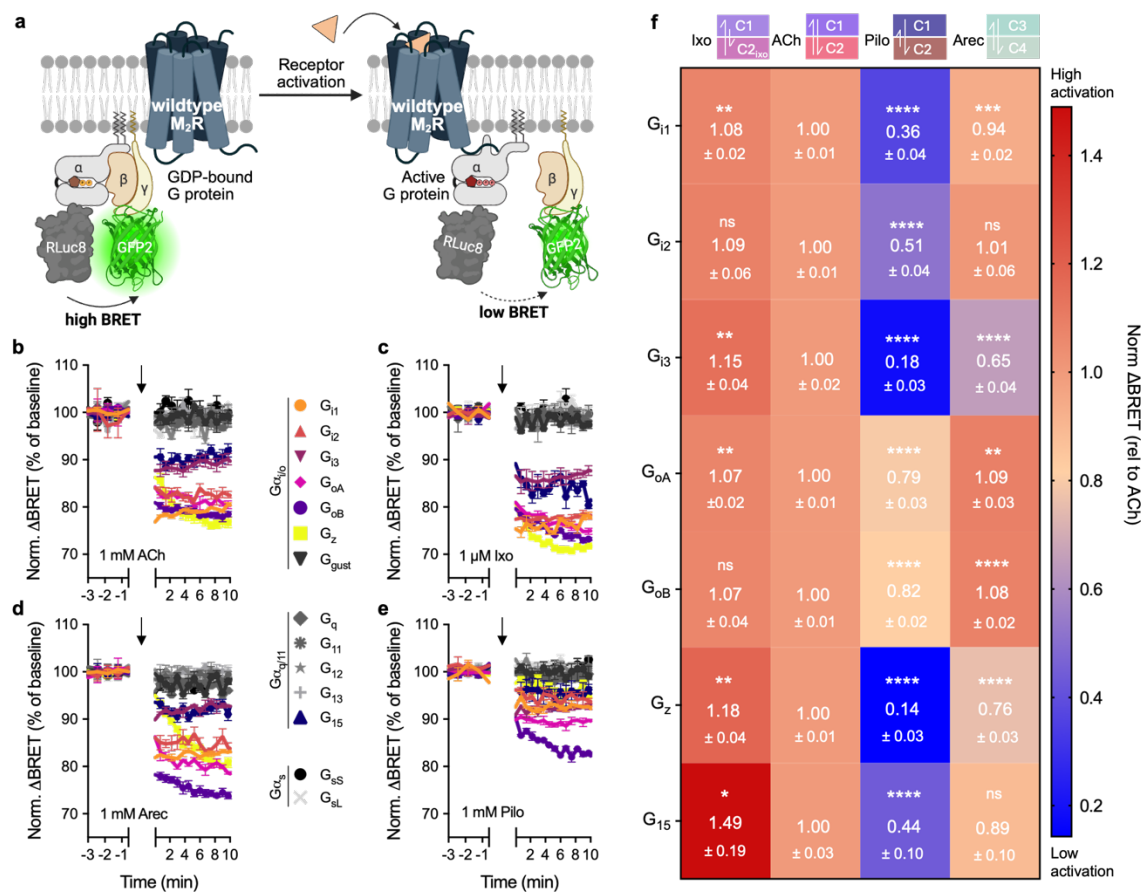 a
Receptor
activation
wildtype
M₂R
wildtype
M₂R
α
β
γ
GDP-bound
G protein
α
Active
G protein
β
γ
RLuc8
GFP2
RLuc8
GFP2
high BRET
low BRET
b
Norm. ΔBRET (% of baseline)
110
100
90
80
70
1 mM ACh
-3 -2 -1
2 4 6 8 10
c
110
100
90
80
70
1 µM Ixo
-3 -2 -1
2 4 6 8 10
Gαi/o
Gi1
Gi2
Gi3
GoA
GoB
Gz
Ggust
Gαq/11
Gq
G11
G12
G13
G15
Gαs
GsS
GsL
d
Norm. ΔBRET (% of baseline)
110
100
90
80
70
1 mM Arec
-3 -2 -1
2 4 6 8 10
Time (min)
e
110
100
90
80
70
1 mM Pilo
-3 -2 -1
2 4 6 8 10
Time (min)
f
Ixo
C1
C2ixo
ACh
C1
C2
Pilo
C1
C2
Arec
C3
C4
Gi1
** **** ***
1.08 1.00 0.36 0.94
± 0.02 ± 0.01 ± 0.04 ± 0.02
Gi2
ns **** ns
1.09 1.00 0.51 1.01
± 0.06 ± 0.01 ± 0.04 ± 0.06
Gi3
** **** ****
1.15 1.00 0.18 0.65
± 0.04 ± 0.02 ± 0.03 ± 0.04
GoA
** **** **
1.07 1.00 0.79 1.09
±0.02 ± 0.01 ± 0.03 ± 0.03
GoB
ns **** ****
1.07 1.00 0.82 1.08
± 0.04 ± 0.01 ± 0.02 ± 0.02
Gz
** **** ****
1.18 1.00 0.14 0.76
± 0.04 ± 0.01 ± 0.03 ± 0.03
G15
* **** ns
1.49 1.00 0.44 0.89
± 0.19 ± 0.03 ± 0.10 ± 0.10
High
activation
1.4
1.2
1.0
0.8
0.6
0.4
0.2
Low
activation
Norm ΔBRET (rel to ACh)